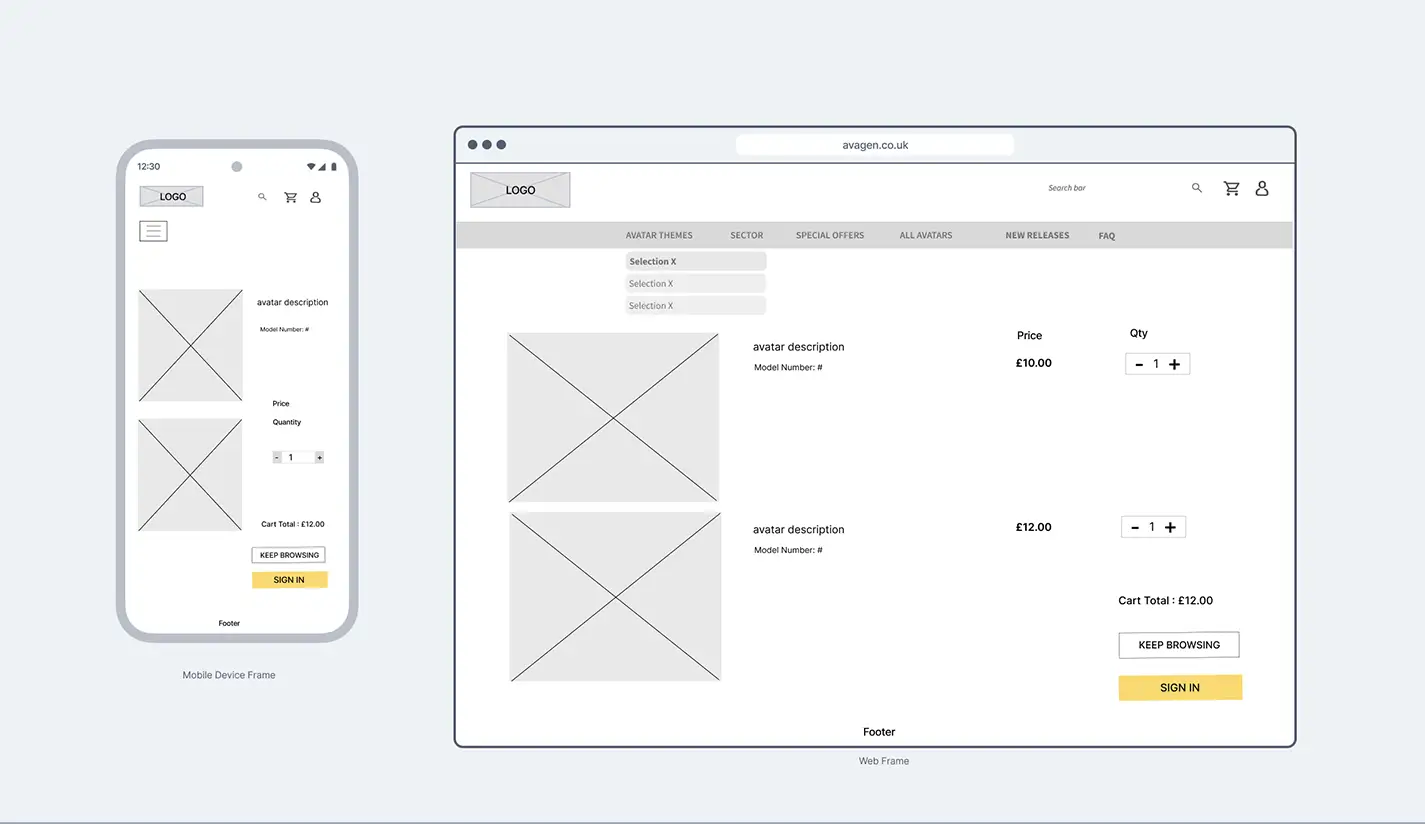 12:30
LOGO
avatar description
Model Number: #
Price
Quantity
- 1 +
Cart Total : £12.00
KEEP BROWSING
SIGN IN
Footer
Mobile Device Frame
avagen.co.uk
LOGO
Search bar
AVATAR THEMES SECTOR SPECIAL OFFERS ALL AVATARS NEW RELEASES FAQ
Selection X
Selection X
Selection X
Price Qty
avatar description
£10.00 - 1 +
Model Number: #
avatar description £12.00 - 1 +
Model Number: #
Cart Total : £12.00
KEEP BROWSING
SIGN IN
Footer
Web Frame